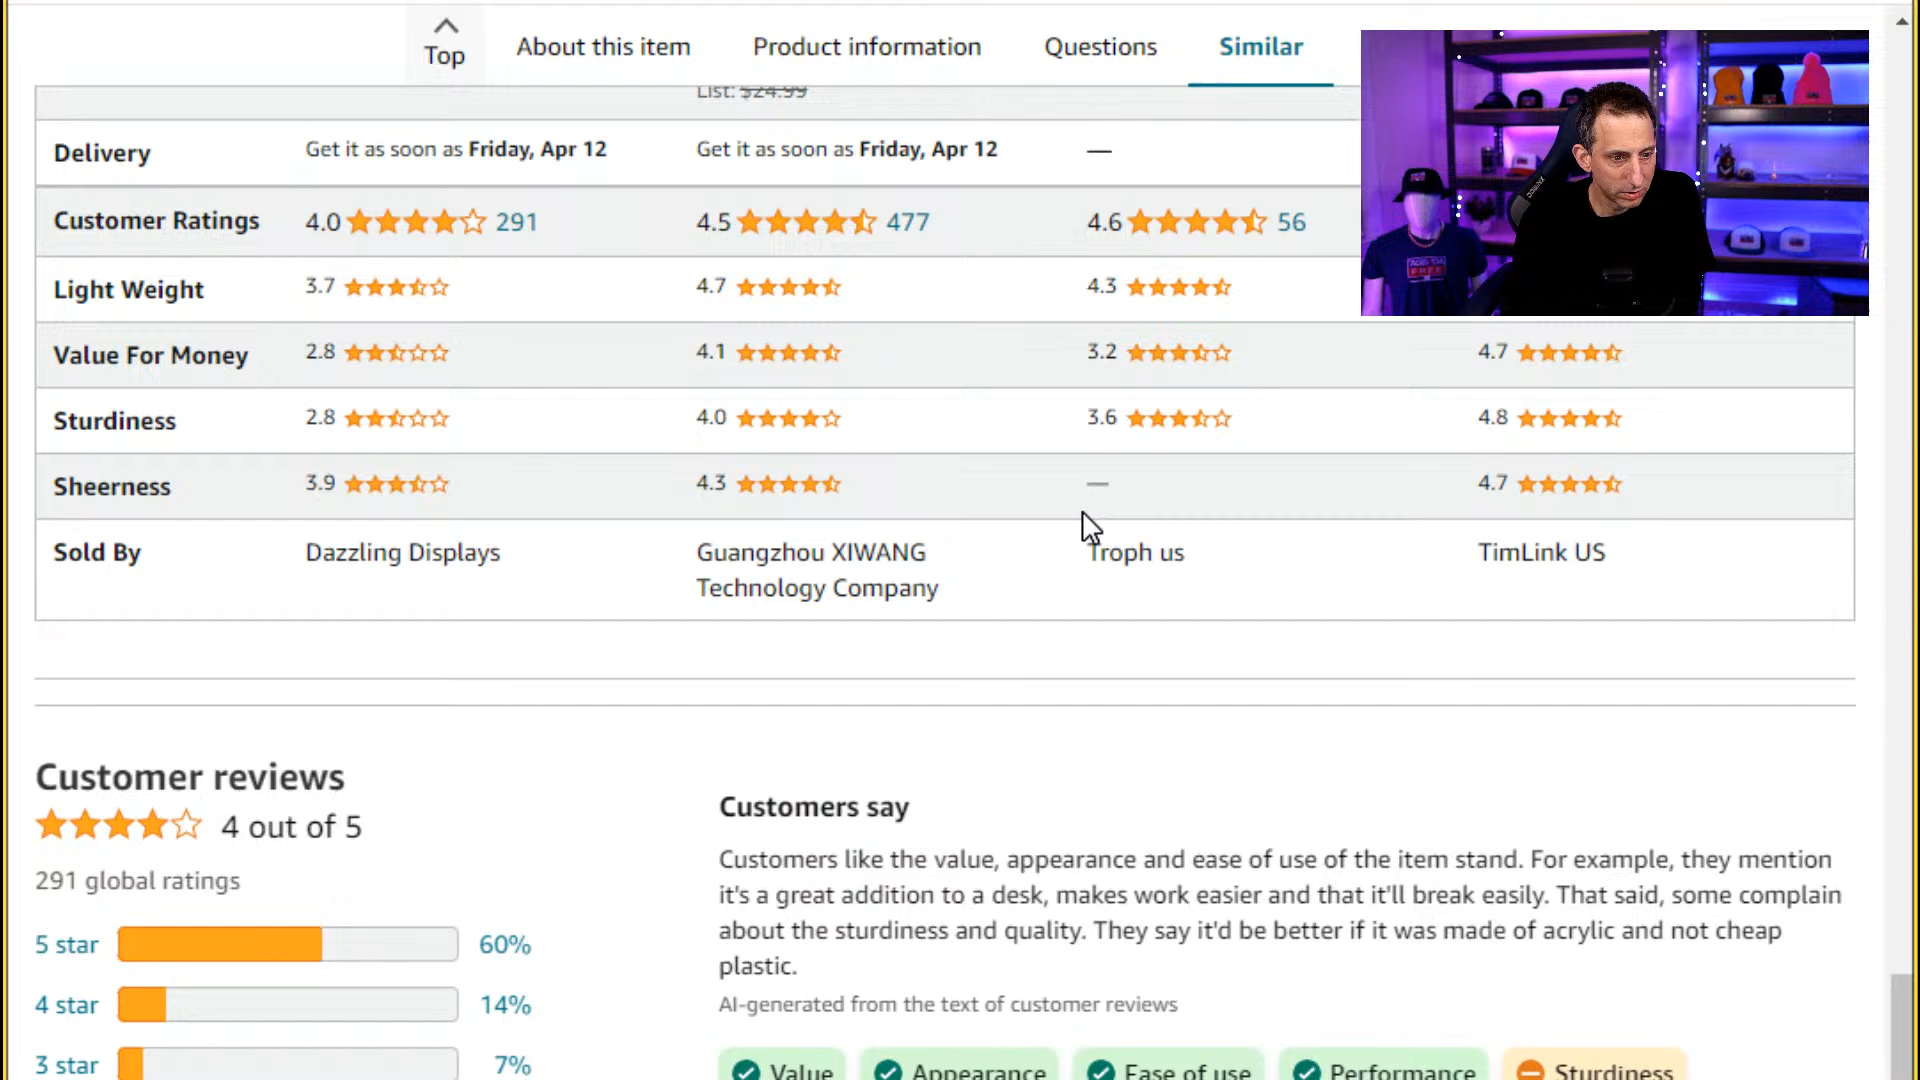 Top
About this item
Product information
Questions
Similar
List: $24.99
Delivery
Get it as soon as Friday, Apr 12
Get it as soon as Friday, Apr 12
—
Customer Ratings
4.0
291
4.5
477
4.6
56
Light Weight
3.7
4.7
4.3
Value For Money
2.8
4.1
3.2
4.7
Sturdiness
2.8
4.0
3.6
4.8
Sheerness
3.9
4.3
—
4.7
Sold By
Dazzling Displays
Guangzhou XIWANG
Technology Company
Troph us
TimLink US
Customer reviews
4 out of 5
291 global ratings
5 star
60%
4 star
14%
3 star
7%
Customers say
Customers like the value, appearance and ease of use of the item stand. For example, they mention
it's a great addition to a desk, makes work easier and that it'll break easily. That said, some complain
about the sturdiness and quality. They say it'd be better if it was made of acrylic and not cheap
plastic.
AI-generated from the text of customer reviews
Value
Appearance
Ease of use
Performance
Sturdiness
FREE